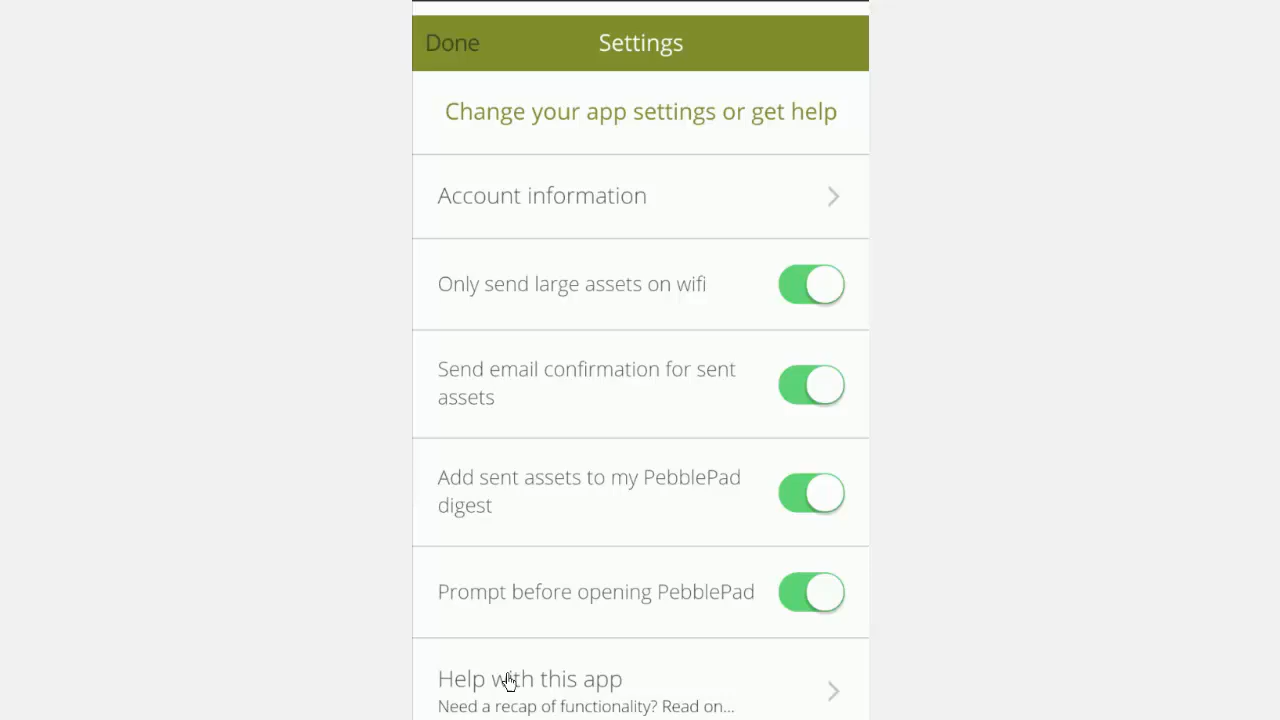 Done
Settings
Change your app settings or get help
Account information
Only send large assets on wifi
Send email confirmation for sent
assets
Add sent assets to my PebblePad
digest
Prompt before opening PebblePad
Help with this app
Need a recap of functionality? Read on...